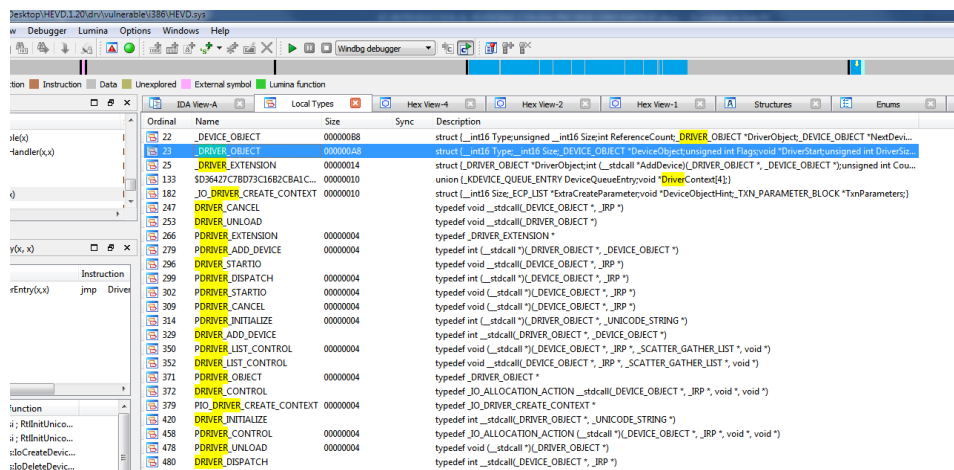 Desktop\HEVD.1.20\drv\vulnerable\i386\HEVD.sys
w Debugger Lumina Options Windows Help
Windbg debugger
tion Instruction Data Unexplored External symbol Lumina function
IDA View-A Local Types Hex View-4 Hex View-2 Hex View-1 Structures Enums
Ordinal Name Size Sync Description
22 _DEVICE_OBJECT 000000B8 struct {__int16 Type;unsigned __int16 Size;int ReferenceCount;_DRIVER_OBJECT *DriverObject;_DEVICE_OBJECT *NextDevi...
23 _DRIVER_OBJECT 000000A8 struct {__int16 Type;__int16 Size;_DEVICE_OBJECT *DeviceObject;unsigned int Flags;void *DriverStart;unsigned int DriverSiz...
25 _DRIVER_EXTENSION 00000014 struct {_DRIVER_OBJECT *DriverObject;int (__stdcall *AddDevice)(_DRIVER_OBJECT *, _DEVICE_OBJECT *);unsigned int Cou...
133 $D36427C7BD73C16B2CBA1C... 00000010 union {_KDEVICE_QUEUE_ENTRY DeviceQueueEntry;void *DriverContext[4];}
182 _IO_DRIVER_CREATE_CONTEXT 00000010 struct {__int16 Size;_ECP_LIST *ExtraCreateParameter;void *DeviceObjectHint;_TXN_PARAMETER_BLOCK *TxnParameters;}
247 DRIVER_CANCEL typedef void __stdcall(_DEVICE_OBJECT *, _IRP *)
253 DRIVER_UNLOAD typedef void __stdcall(_DRIVER_OBJECT *)
266 PDRIVER_EXTENSION 00000004 typedef _DRIVER_EXTENSION *
279 PDRIVER_ADD_DEVICE 00000004 typedef int (__stdcall *)(_DRIVER_OBJECT *, _DEVICE_OBJECT *)
296 DRIVER_STARTIO typedef void __stdcall(_DEVICE_OBJECT *, _IRP *)
299 PDRIVER_DISPATCH 00000004 typedef int (__stdcall *)(_DEVICE_OBJECT *, _IRP *)
302 PDRIVER_STARTIO 00000004 typedef void (__stdcall *)(_DEVICE_OBJECT *, _IRP *)
309 PDRIVER_CANCEL 00000004 typedef void (__stdcall *)(_DEVICE_OBJECT *, _IRP *)
314 PDRIVER_INITIALIZE 00000004 typedef int (__stdcall *)(_DRIVER_OBJECT *, _UNICODE_STRING *)
329 DRIVER_ADD_DEVICE typedef int __stdcall(_DRIVER_OBJECT *, _DEVICE_OBJECT *)
350 PDRIVER_LIST_CONTROL 00000004 typedef void (__stdcall *)(_DEVICE_OBJECT *, _IRP *, _SCATTER_GATHER_LIST *, void *)
352 DRIVER_LIST_CONTROL typedef void __stdcall(_DEVICE_OBJECT *, _IRP *, _SCATTER_GATHER_LIST *, void *)
371 PDRIVER_OBJECT 00000004 typedef _DRIVER_OBJECT *
372 DRIVER_CONTROL typedef _IO_ALLOCATION_ACTION __stdcall(_DEVICE_OBJECT *, _IRP *, void *, void *)
379 PIO_DRIVER_CREATE_CONTEXT 00000004 typedef _IO_DRIVER_CREATE_CONTEXT *
420 DRIVER_INITIALIZE typedef int __stdcall(_DRIVER_OBJECT *, _UNICODE_STRING *)
458 PDRIVER_CONTROL 00000004 typedef _IO_ALLOCATION_ACTION (__stdcall *)(_DEVICE_OBJECT *, _IRP *, void *, void *)
478 PDRIVER_UNLOAD 00000004 typedef void (__stdcall *)(_DRIVER_OBJECT *)
480 DRIVER_DISPATCH typedef int __stdcall(_DEVICE_OBJECT *, _IRP *)
ole(x)
Handler(x,x)
x)
y(x, x)
Instruction
rEntry(x,x) jmp Driver
function
si ; RtlInitUnico...
si ; RtlInitUnico...
s:IoCreateDevic...
s:IoDeleteDevic...